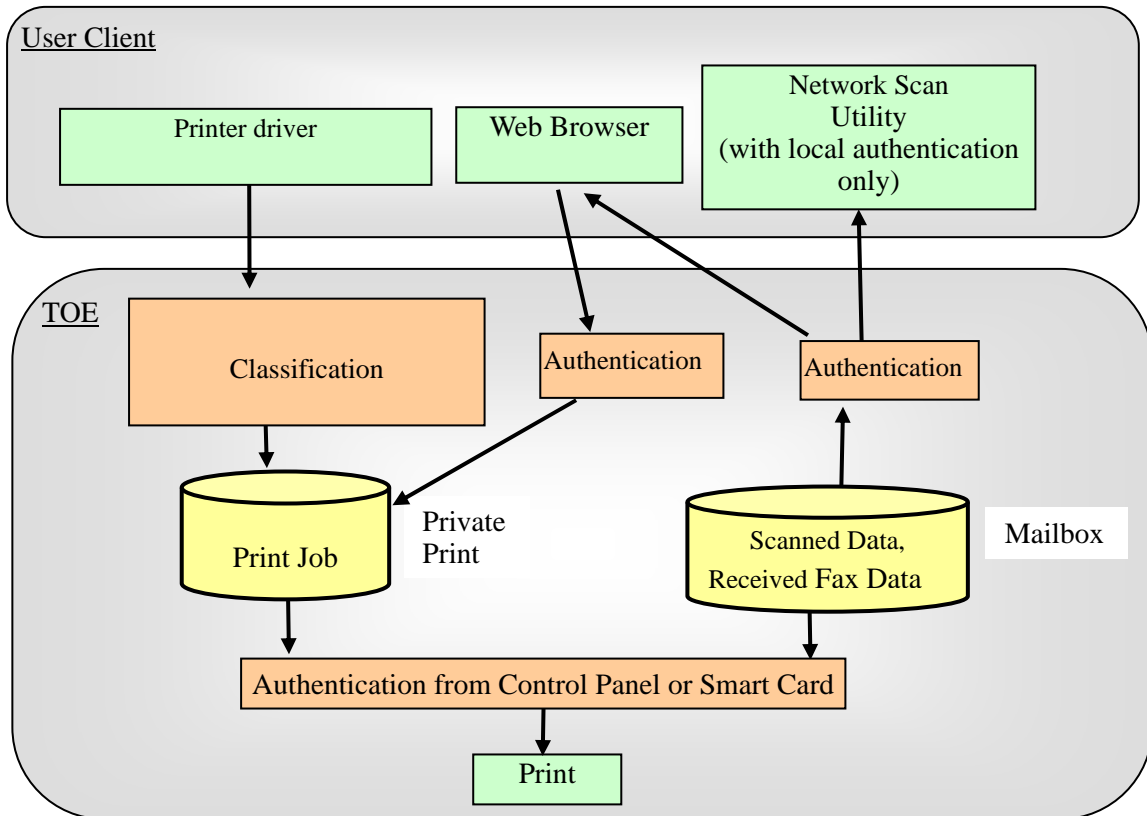 User Client
Printer driver
Web Browser
Network Scan
Utility
(with local authentication
only)
TOE
Classification
Authentication
Authentication
Print Job
Private
Print
Scanned Data,
Received Fax Data
Mailbox
Authentication from Control Panel or Smart Card
Print